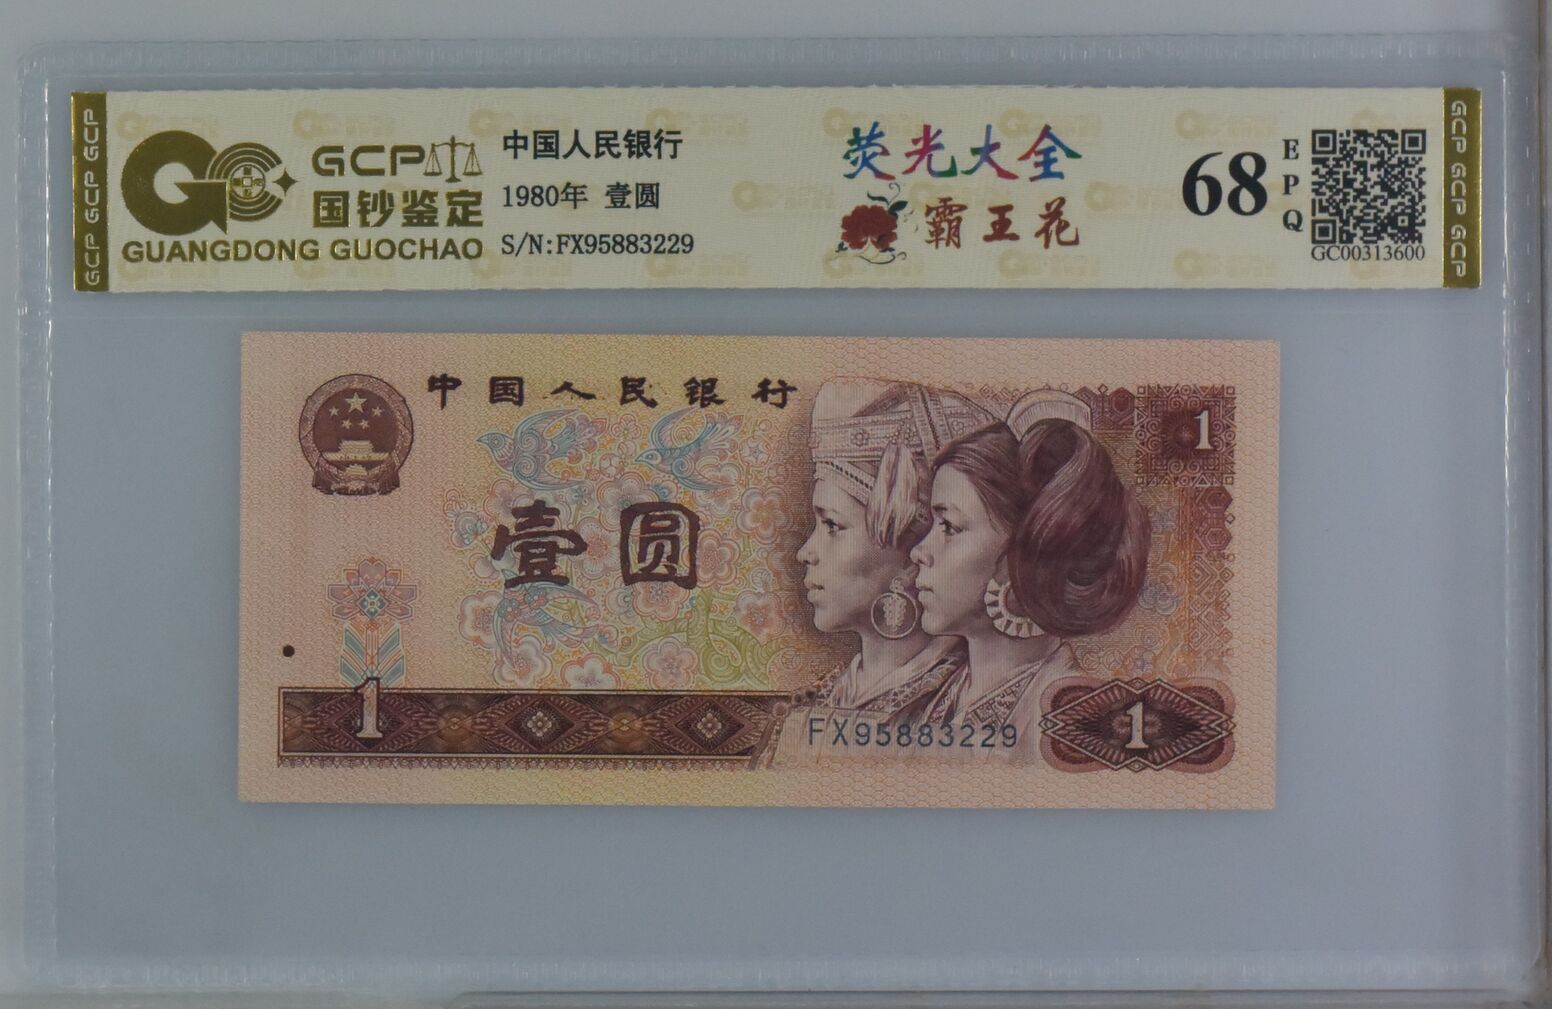 GCP
国钞鉴定
GUANGDONG GUOCHAO
中国人民银行
1980年 壹圆
S/N:FX95883229
荧光大全
霸王花
68
EPQ
GC00313600
GCP GCP GCP
GCP GCP GCP
中国人民银行
1
壹圆
1
FX95883229
1